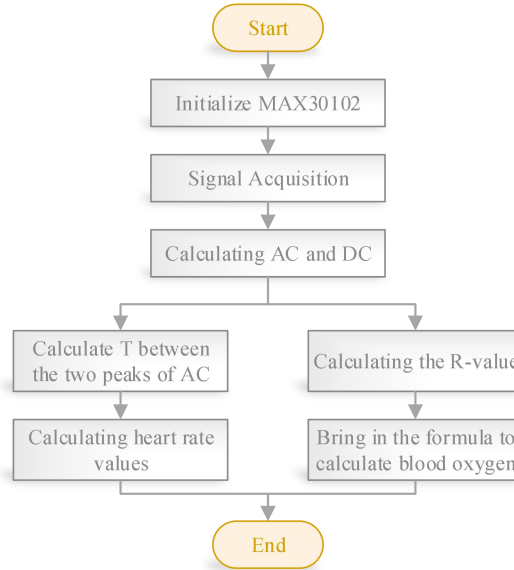 Start
Initialize MAX30102
Signal Acquisition
Calculating AC and DC
Calculate T between
the two peaks of AC
Calculating the R-value
Calculating heart rate
values
Bring in the formula to
calculate blood oxygen
End